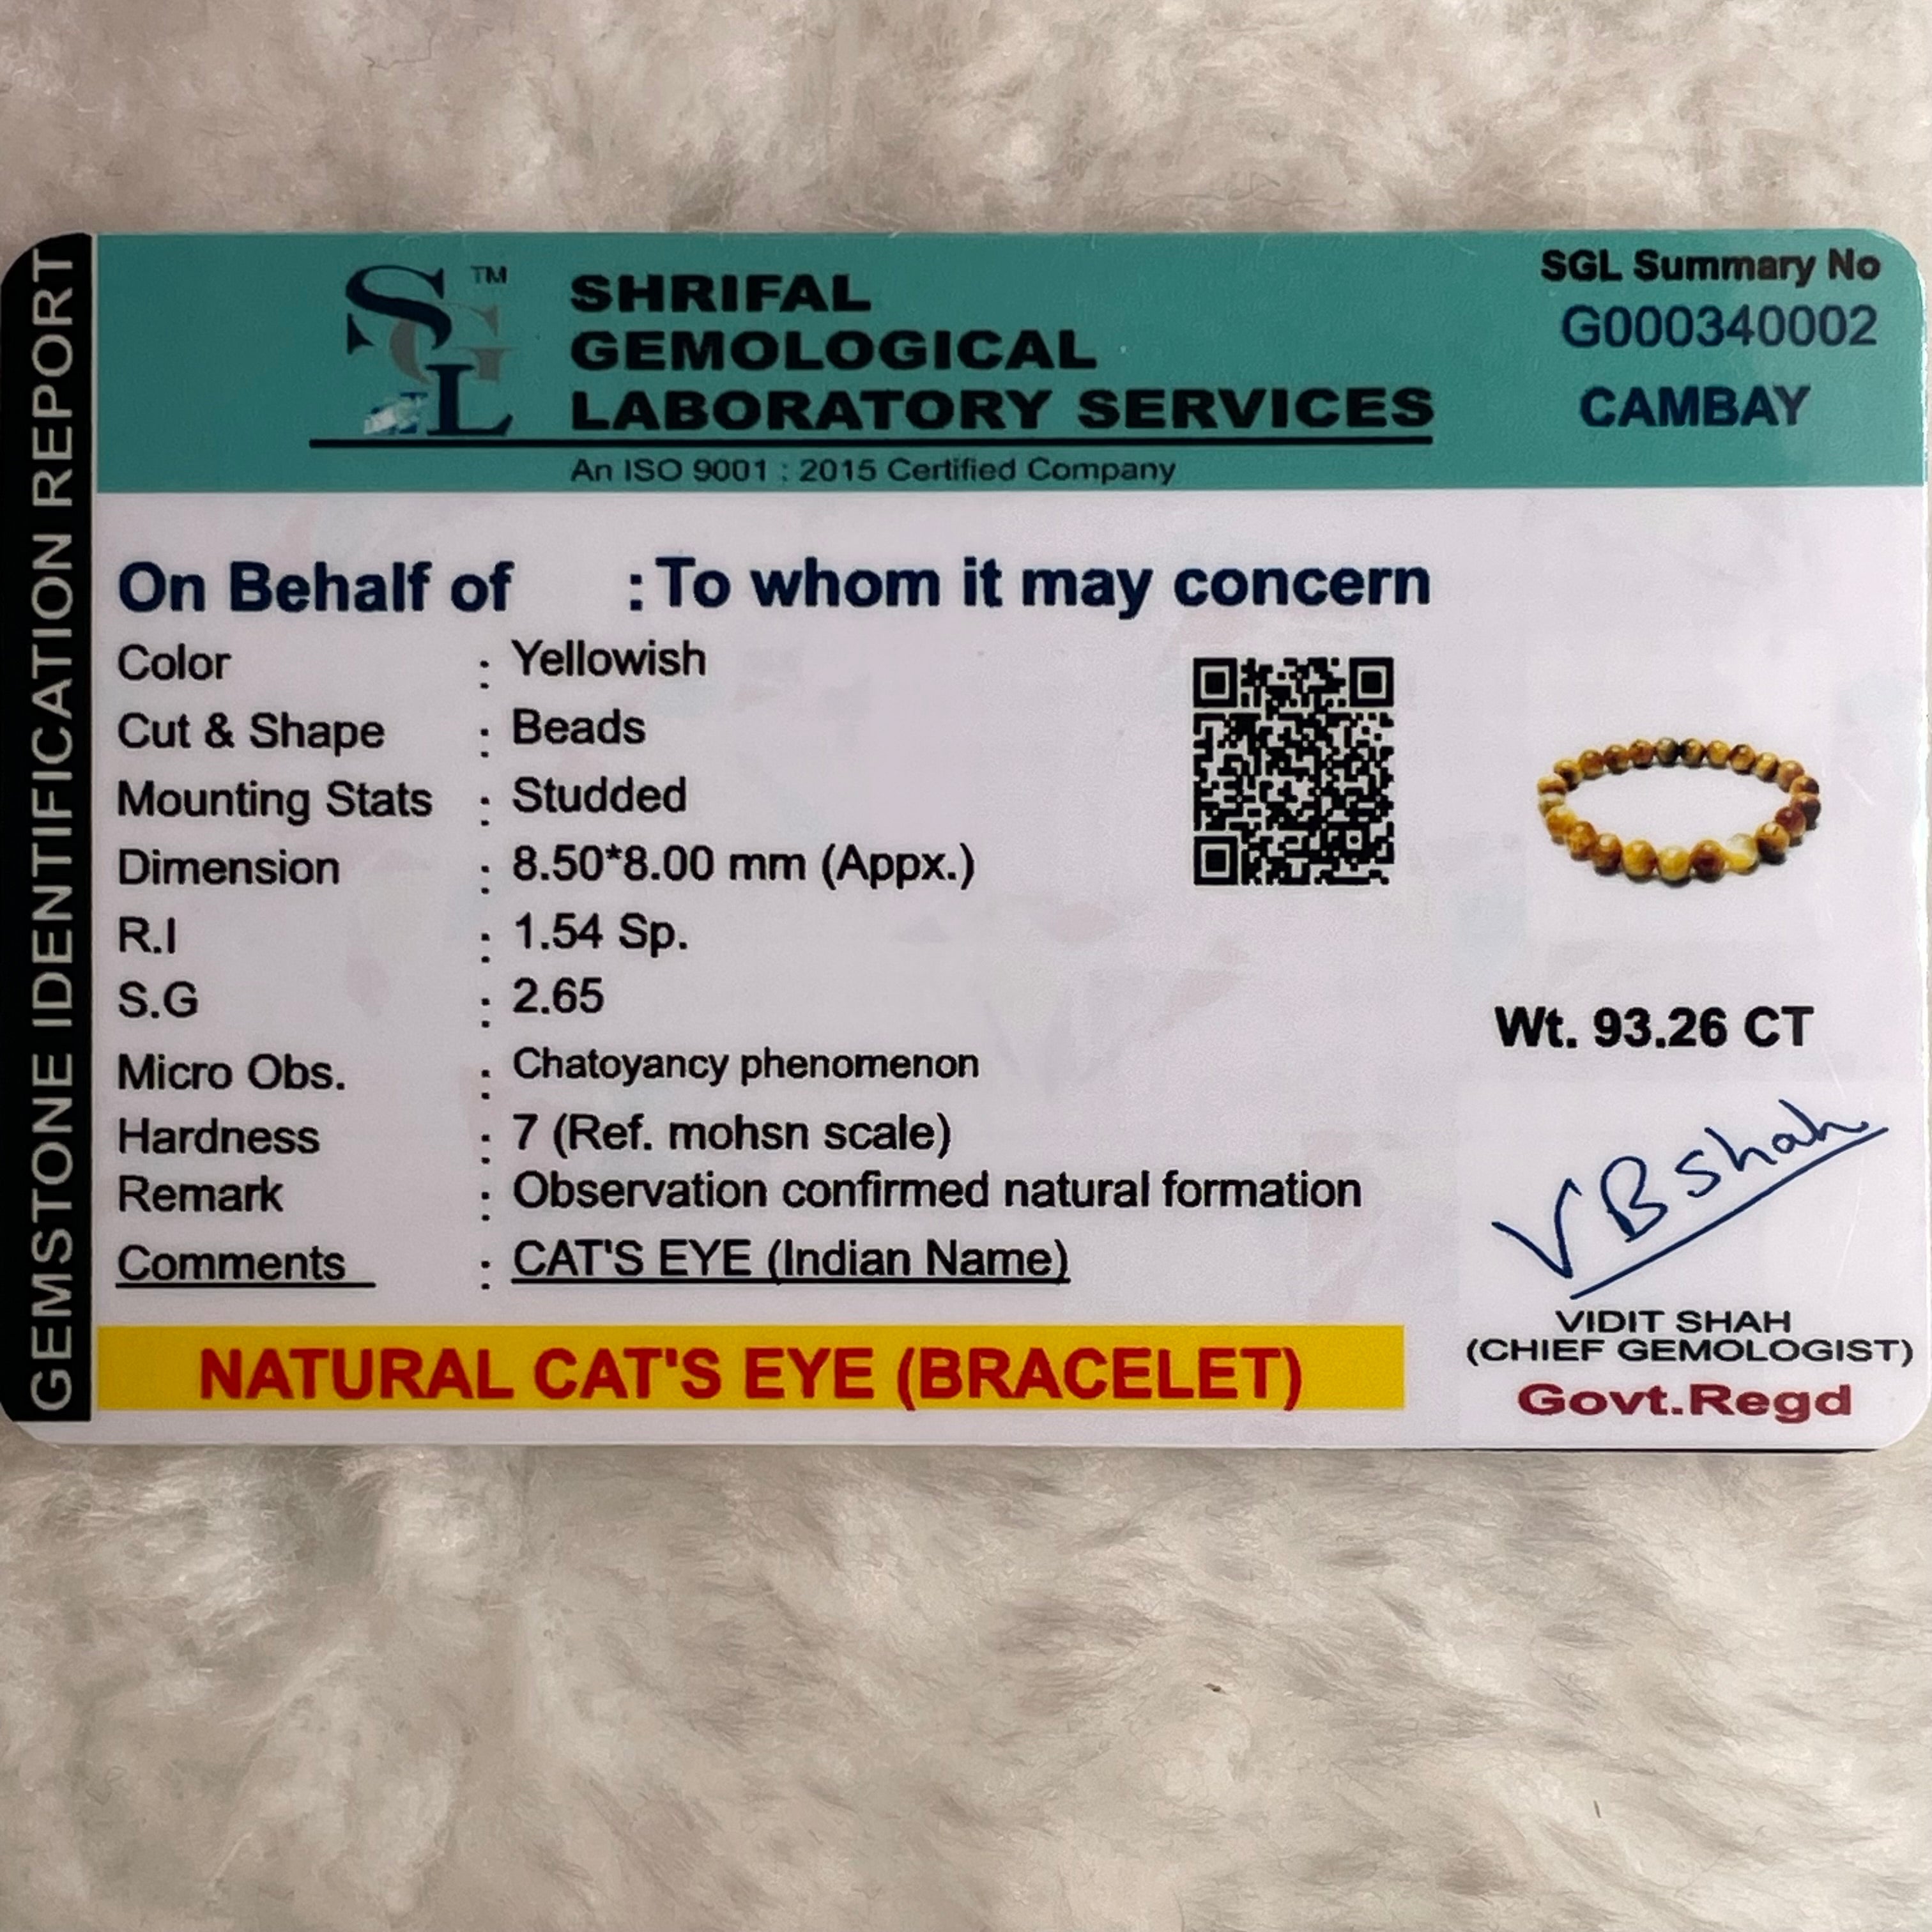 GEMSTONE IDENTIFICATION REPORT
SGL TM
SHRIFAL
GEMOLOGICAL
LABORATORY SERVICES
An ISO 9001 : 2015 Certified Company
SGL Summary No
G000340002
CAMBAY
On Behalf of : To whom it may concern
Color : Yellowish
Cut & Shape : Beads
Mounting Stats : Studded
Dimension : 8.50*8.00 mm (Appx.)
R.I : 1.54 Sp.
S.G : 2.65
Micro Obs. : Chatoyancy phenomenon
Hardness : 7 (Ref. mohsn scale)
Remark : Observation confirmed natural formation
Comments : CAT'S EYE (Indian Name)
NATURAL CAT'S EYE (BRACELET)
Wt. 93.26 CT
VBshah
VIDIT SHAH
(CHIEF GEMOLOGIST)
Govt.Regd